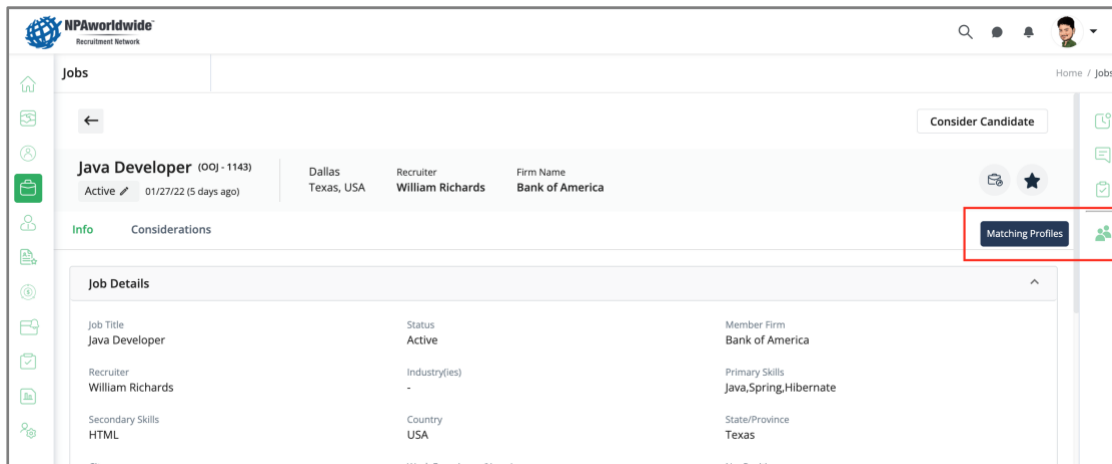 NPAworldwide
Recruitment Network
Jobs
Home / Jobs
Consider Candidate
Java Developer (OOJ - 1143)
Active 01/27/22 (5 days ago)
Dallas
Texas, USA
Recruiter
William Richards
Firm Name
Bank of America
Info Considerations
Matching Profiles
Job Details
Job Title Status Member Firm
Java Developer Active Bank of America
Recruiter Industry(ies) Primary Skills
William Richards - Java,Spring,Hibernate
Secondary Skills Country State/Province
HTML USA Texas